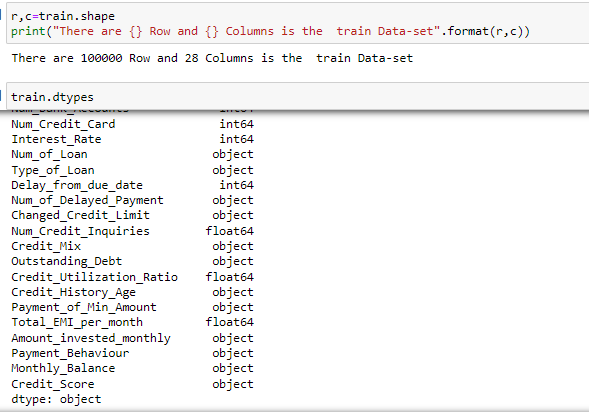 r,c=train.shape
print("There are {} Row and {} Columns is the  train Data-set".format(r,c))
There are 100000 Row and 28 Columns is the  train Data-set
train.dtypes
Num_Bank_Accounts int64
Num_Credit_Card int64
Interest_Rate int64
Num_of_Loan object
Type_of_Loan object
Delay_from_due_date int64
Num_of_Delayed_Payment object
Changed_Credit_Limit object
Num_Credit_Inquiries float64
Credit_Mix object
Outstanding_Debt object
Credit_Utilization_Ratio float64
Credit_History_Age object
Payment_of_Min_Amount object
Total_EMI_per_month float64
Amount_invested_monthly object
Payment_Behaviour object
Monthly_Balance object
Credit_Score object
dtype: object